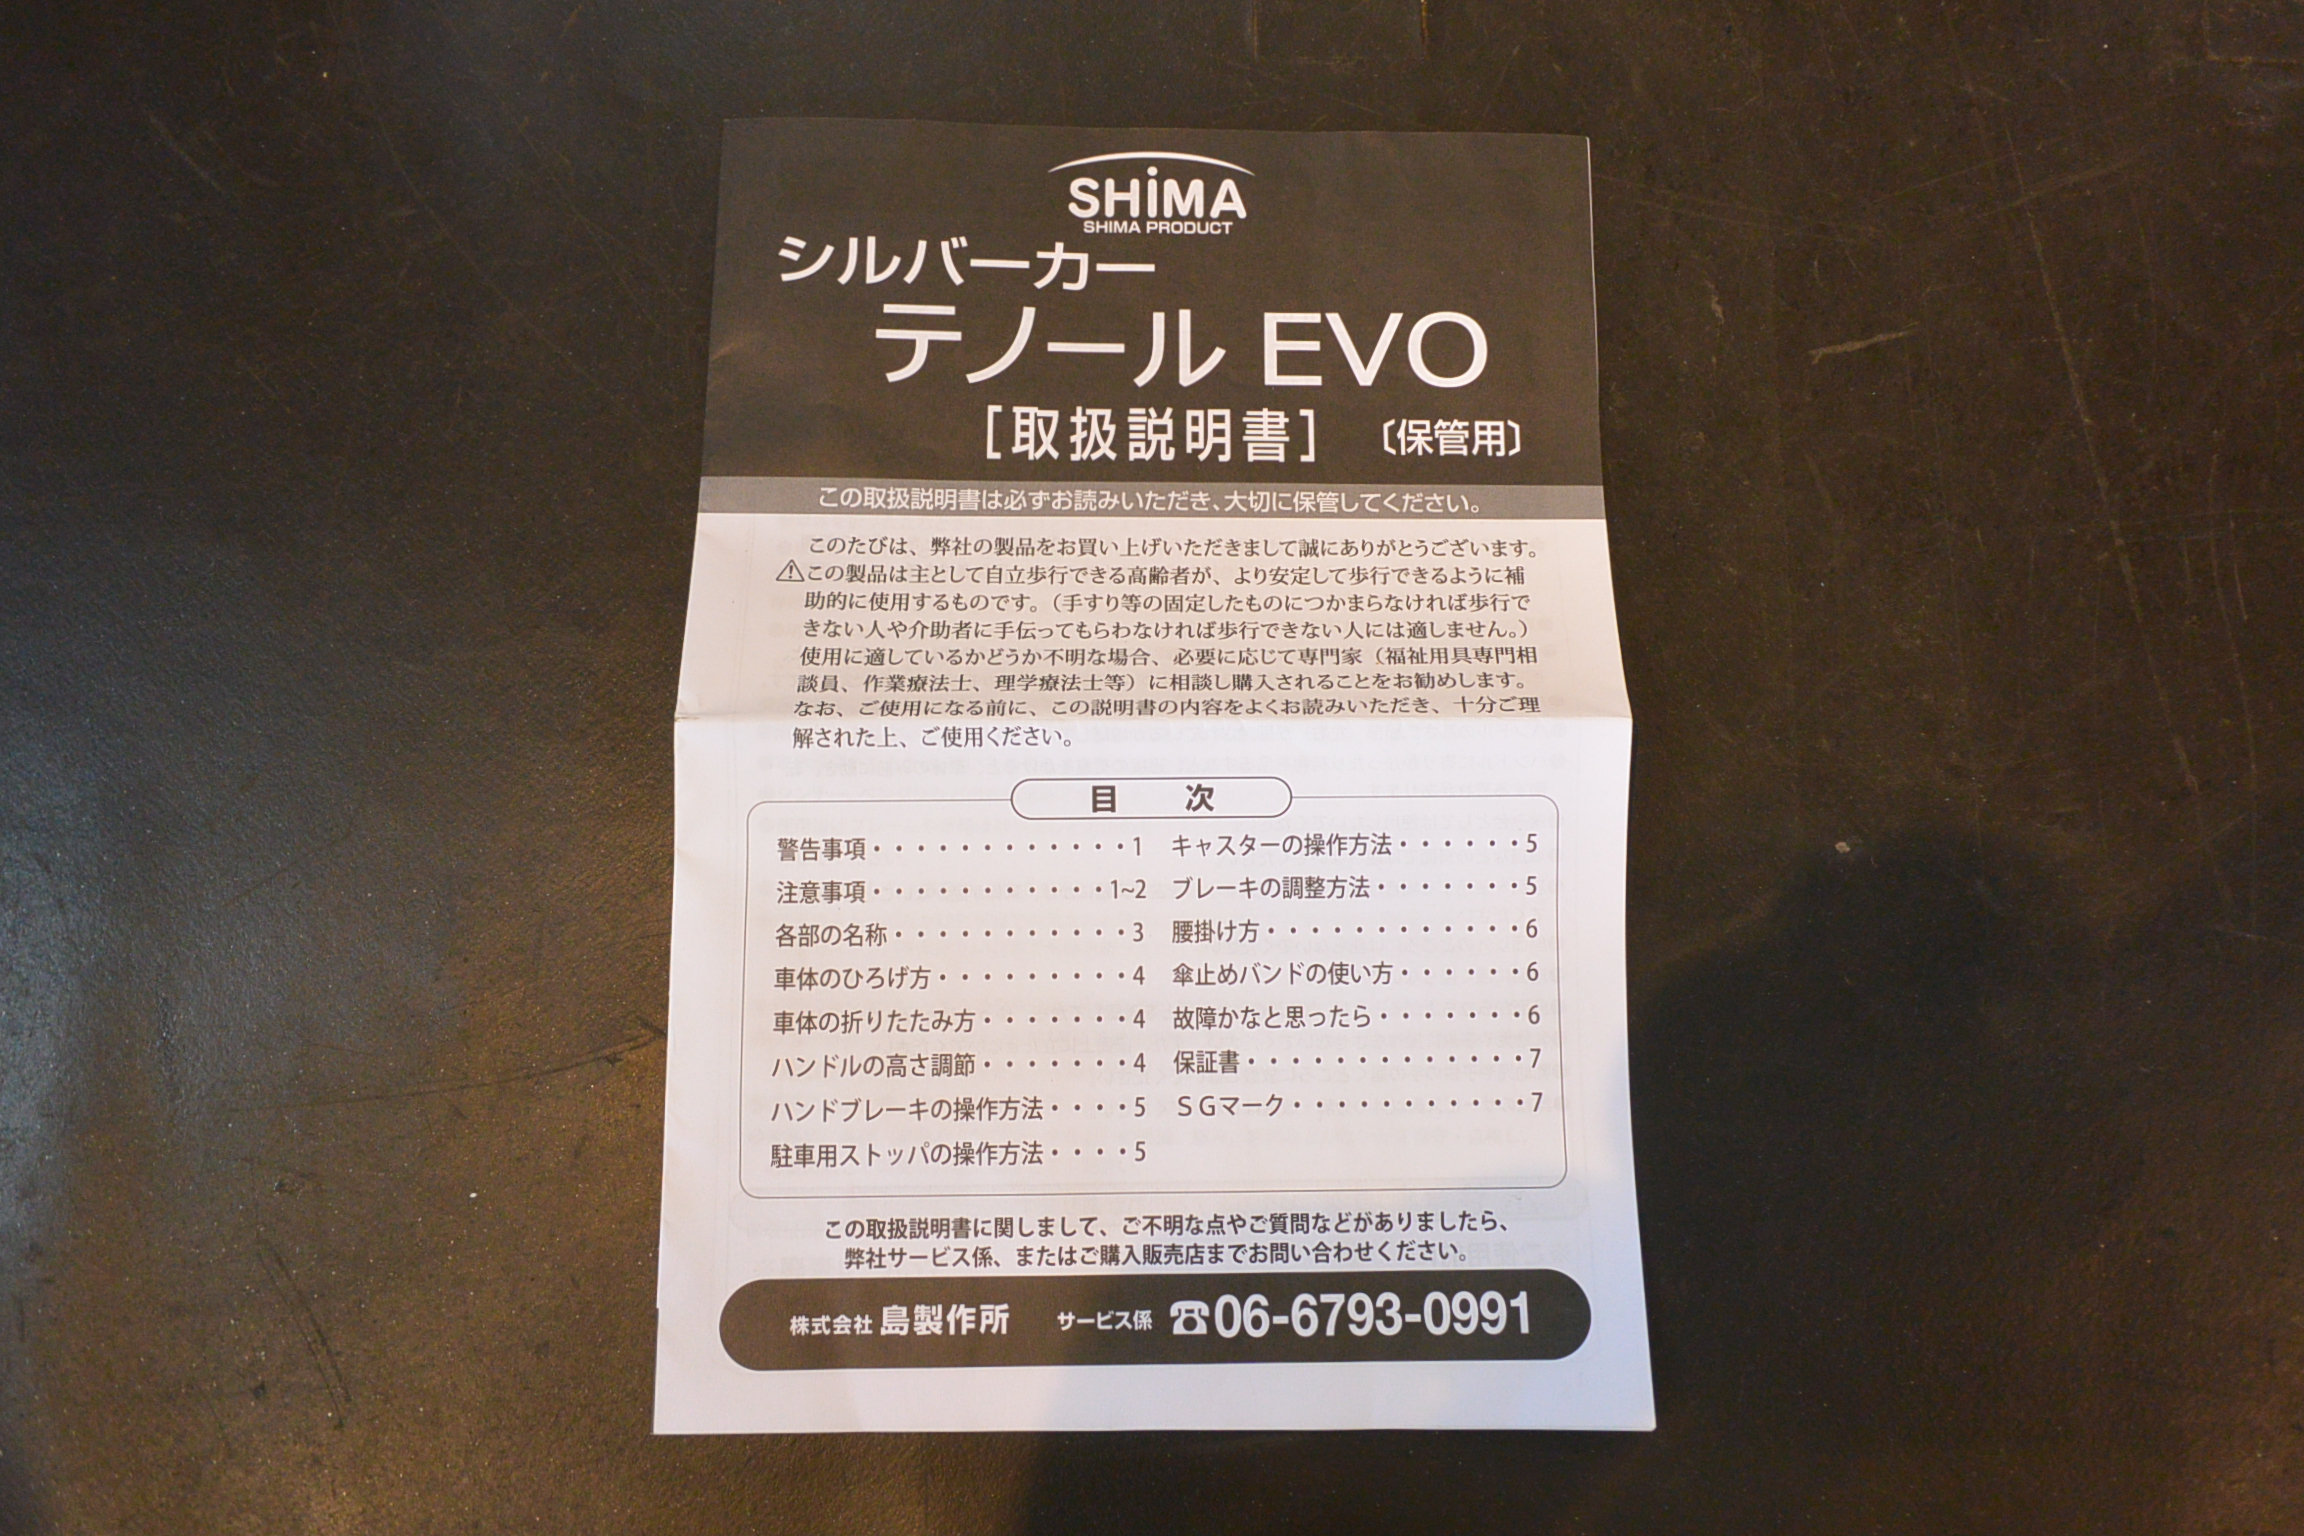 SHiMA
SHIMA PRODUCT
シルバーカー
テノール EVO
[取扱説明書] 〔保管用〕
この取扱説明書は必ずお読みいただき、大切に保管してください。
このたびは、弊社の製品をお買い上げいただきまして誠にありがとうございます。
⚠この製品は主として自立歩行できる高齢者が、より安定して歩行できるように補
助的に使用するものです。（手すり等の固定したものにつかまらなければ歩行で
きない人や介助者に手伝ってもらわなければ歩行できない人には適しません。）
使用に適しているかどうか不明な場合、必要に応じて専門家（福祉用具専門相
談員、作業療法士、理学療法士等）に相談し購入されることをお勧めします。
なお、ご使用になる前に、この説明書の内容をよくお読みいただき、十分ご理
解された上、ご使用ください。
目 次
警告事項・・・・・・・・・・・・1
注意事項・・・・・・・・・・・1~2
各部の名称・・・・・・・・・・・3
車体のひろげ方・・・・・・・・・4
車体の折りたたみ方・・・・・・・4
ハンドルの高さ調節・・・・・・・4
ハンドブレーキの操作方法・・・・5
駐車用ストッパの操作方法・・・・5
キャスターの操作方法・・・・・・5
ブレーキの調整方法・・・・・・・5
腰掛け方・・・・・・・・・・・・6
傘止めバンドの使い方・・・・・・6
故障かなと思ったら・・・・・・・6
保証書・・・・・・・・・・・・・7
ＳＧマーク・・・・・・・・・・・7
この取扱説明書に関しまして、ご不明な点やご質問などがありましたら、
弊社サービス係、またはご購入販売店までお問い合わせください。
株式会社 島製作所 サービス係 ☎06-6793-0991